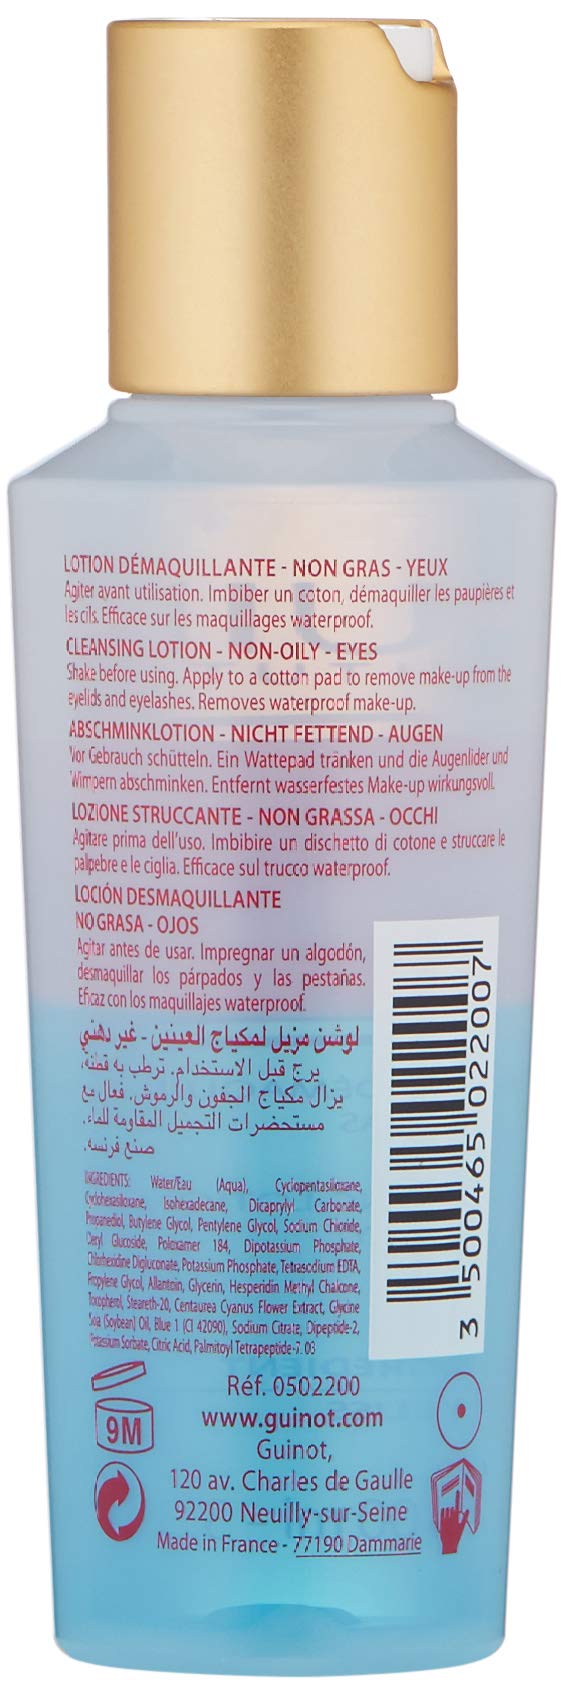 LOTION DÉMAQUILLANTE - NON GRAS - YEUX
Agiter avant utilisation. Imbiber un coton, démaquiller les paupières et
les cils. Efficace sur les maquillages waterproof.
CLEANSING LOTION - NON-OILY - EYES
Shake before using. Apply to a cotton pad to remove make-up from the
eyelids and eyelashes. Removes waterproof make-up.
ABSCHMINKLOTION - NICHT FETTEND - AUGEN
Vor Gebrauch schütteln. Ein Wattepad tränken und die Augenlider und
Wimpern abschminken. Entfernt wasserfestes Make-up wirkungsvoll.
LOZIONE STRUCCANTE - NON GRASSA - OCCHI
Agitare prima dell'uso. Imbibire un dischetto di cotone e struccare le
palpebre e le ciglia. Efficace sul trucco waterproof.
LOCIÓN DESMAQUILLANTE
NO GRASA - OJOS
Agitar antes de usar. Impregnar un algodón,
desmaquillar los párpados y las pestañas.
Eficaz con los maquillajes waterproof.
لوشن مزيل لمكياج العينين - غير دهني
يرج قبل الاستخدام. ترطب به قطنة،
يزال مكياج الجفون والرموش. فعال مع
مستحضرات التجميل المقاومة للماء.
صنع فرنسه.
INGREDIENTS: Water/Eau (Aqua), Cyclopentasiloxane,
Cyclohexasiloxane, Isohexadecane, Dicaprylyl Carbonate,
Propanediol, Butylene Glycol, Pentylene Glycol, Sodium Chloride,
Decyl Glucoside, Poloxamer 184, Dipotassium Phosphate,
Chlorhexidine Digluconate, Potassium Phosphate, Tetrasodium EDTA,
Propylene Glycol, Allantoin, Glycerin, Hesperidin Methyl Chalcone,
Tocopherol, Steareth-20, Centaurea Cyanus Flower Extract, Glycine
Soja (Soybean) Oil, Blue 1 (CI 42090), Sodium Citrate, Dipeptide-2,
Potassium Sorbate, Citric Acid, Palmitoyl Tetrapeptide-7. 03
3 500465 022007
9M
Réf. 0502200
www.guinot.com
Guinot,
120 av. Charles de Gaulle
92200 Neuilly-sur-Seine
Made in France - 77190 Dammarie